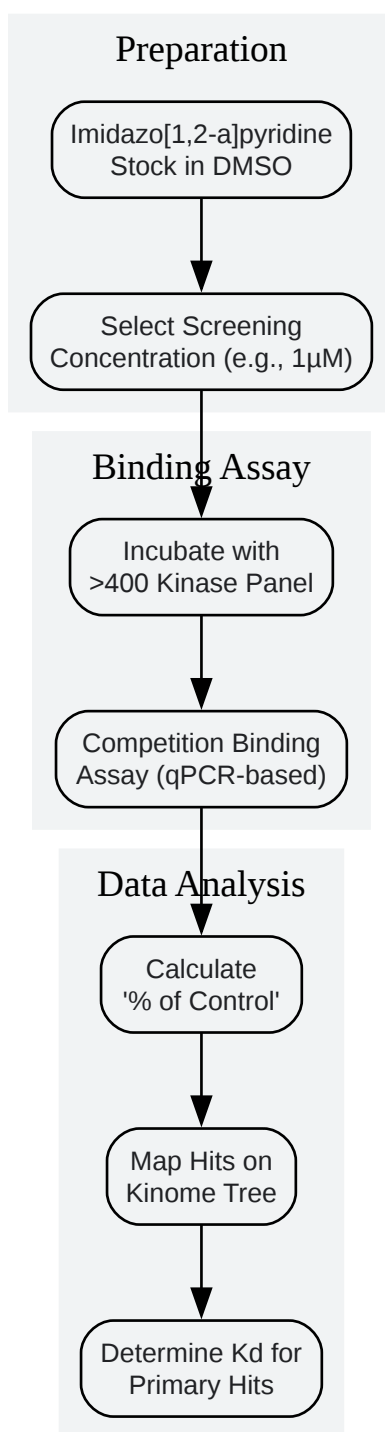 Preparation
Imidazo[1,2-a]pyridine
Stock in DMSO
Select Screening
Concentration (e.g., 1µM)
Binding Assay
Incubate with
>400 Kinase Panel
Competition Binding
Assay (qPCR-based)
Data Analysis
Calculate
'% of Control'
Map Hits on
Kinome Tree
Determine Kd for
Primary Hits